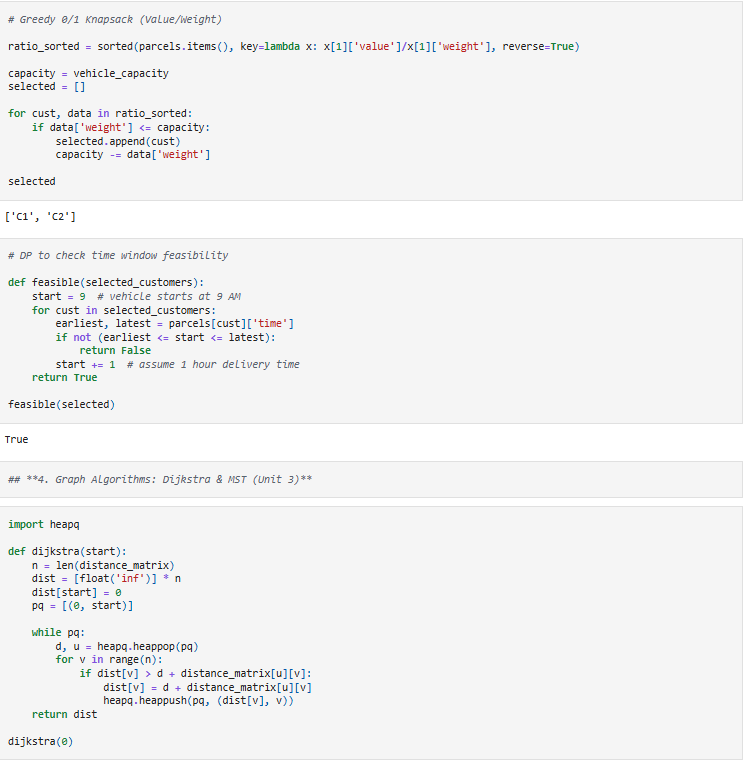 # Greedy 0/1 Knapsack (Value/Weight)
ratio_sorted = sorted(parcels.items(), key=lambda x: x[1]['value']/x[1]['weight'], reverse=True)
capacity = vehicle_capacity
selected = []
for cust, data in ratio_sorted:
    if data['weight'] <= capacity:
        selected.append(cust)
        capacity -= data['weight']
selected
['C1', 'C2']
# DP to check time window feasibility
def feasible(selected_customers):
    start = 9  # vehicle starts at 9 AM
    for cust in selected_customers:
        earliest, latest = parcels[cust]['time']
        if not (earliest <= start <= latest):
            return False
        start += 1  # assume 1 hour delivery time
    return True
feasible(selected)
True
## **4. Graph Algorithms: Dijkstra & MST (Unit 3)**
import heapq
def dijkstra(start):
    n = len(distance_matrix)
    dist = [float('inf')] * n
    dist[start] = 0
    pq = [(0, start)]
    while pq:
        d, u = heapq.heappop(pq)
        for v in range(n):
            if dist[v] > d + distance_matrix[u][v]:
                dist[v] = d + distance_matrix[u][v]
                heapq.heappush(pq, (dist[v], v))
    return dist
dijkstra(0)